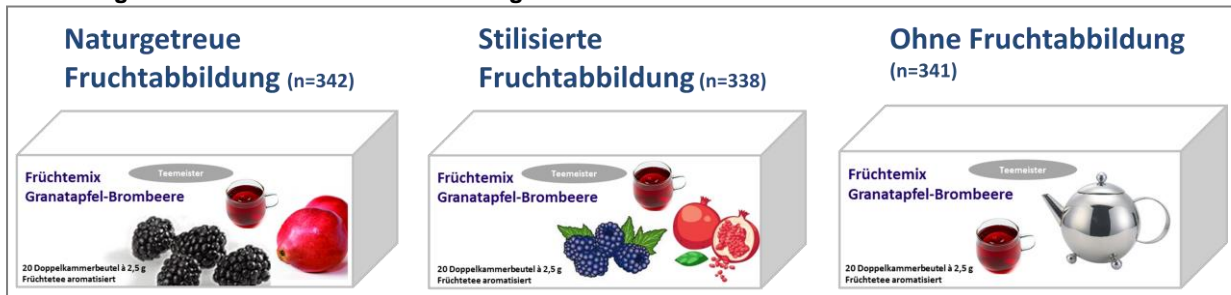 Naturgetreue
Fruchtabbildung (n=342)
Teemeister
Früchtemix
Granatapfel-Brombeere
20 Doppelkammerbeutel à 2,5 g
Früchtetee aromatisiert
Stilisierte
Fruchtabbildung (n=338)
Teemeister
Früchtemix
Granatapfel-Brombeere
20 Doppelkammerbeutel à 2,5 g
Früchtetee aromatisiert
Ohne Fruchtabbildung
(n=341)
Teemeister
Früchtemix
Granatapfel-Brombeere
20 Doppelkammerbeutel à 2,5 g
Früchtetee aromatisiert